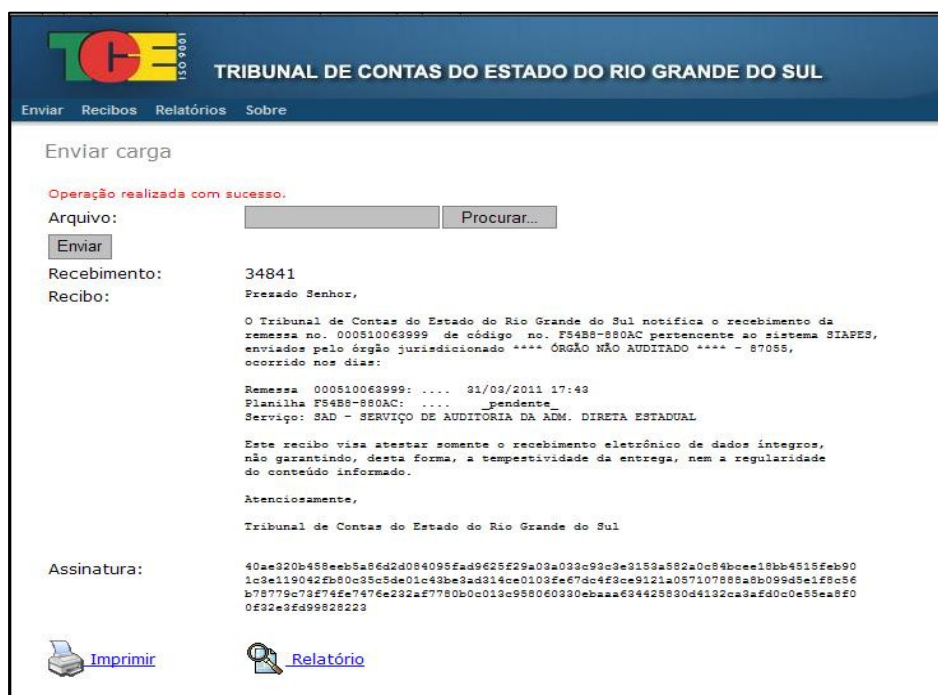 TCE
ISO 9001
TRIBUNAL DE CONTAS DO ESTADO DO RIO GRANDE DO SUL
Enviar Recibos Relatórios Sobre
Enviar carga
Operação realizada com sucesso.
Arquivo: Procurar...
Enviar
Recebimento: 34841
Recibo: Prezado Senhor,
O Tribunal de Contas do Estado do Rio Grande do Sul notifica o recebimento da
remessa no. 000510063999 de código no. F54B8-880AC pertencente ao sistema SIAPES,
enviados pelo órgão jurisdicionado **** ÓRGÃO NÃO AUDITADO **** - 87055,
ocorrido nos dias:
Remessa 000510063999: .... 31/03/2011 17:43
Planilha F54B8-880AC: .... _pendente_
Serviço: SAD - SERVIÇO DE AUDITORIA DA ADM. DIRETA ESTADUAL
Este recibo visa atestar somente o recebimento eletrônico de dados íntegros,
não garantindo, desta forma, a tempestividade da entrega, nem a regularidade
do conteúdo informado.
Atenciosamente,
Tribunal de Contas do Estado do Rio Grande do Sul
Assinatura: 40ae320b458eeb5a86d2d084095fad9625f29a03a033c93c3e3153a582a0c84bcee18bb4515feb90
1c3e119042fb80c35c5de01c43be3ad314ce0103fe67dc4f3ce9121a057107888a8b099d5e1f8c56
b78779c73f74fe7476e232af7780b0c013c958060330ebaaa634425830d4132ca3afd0c0e55ea8f0
0f32e3fd99828223
Imprimir Relatório